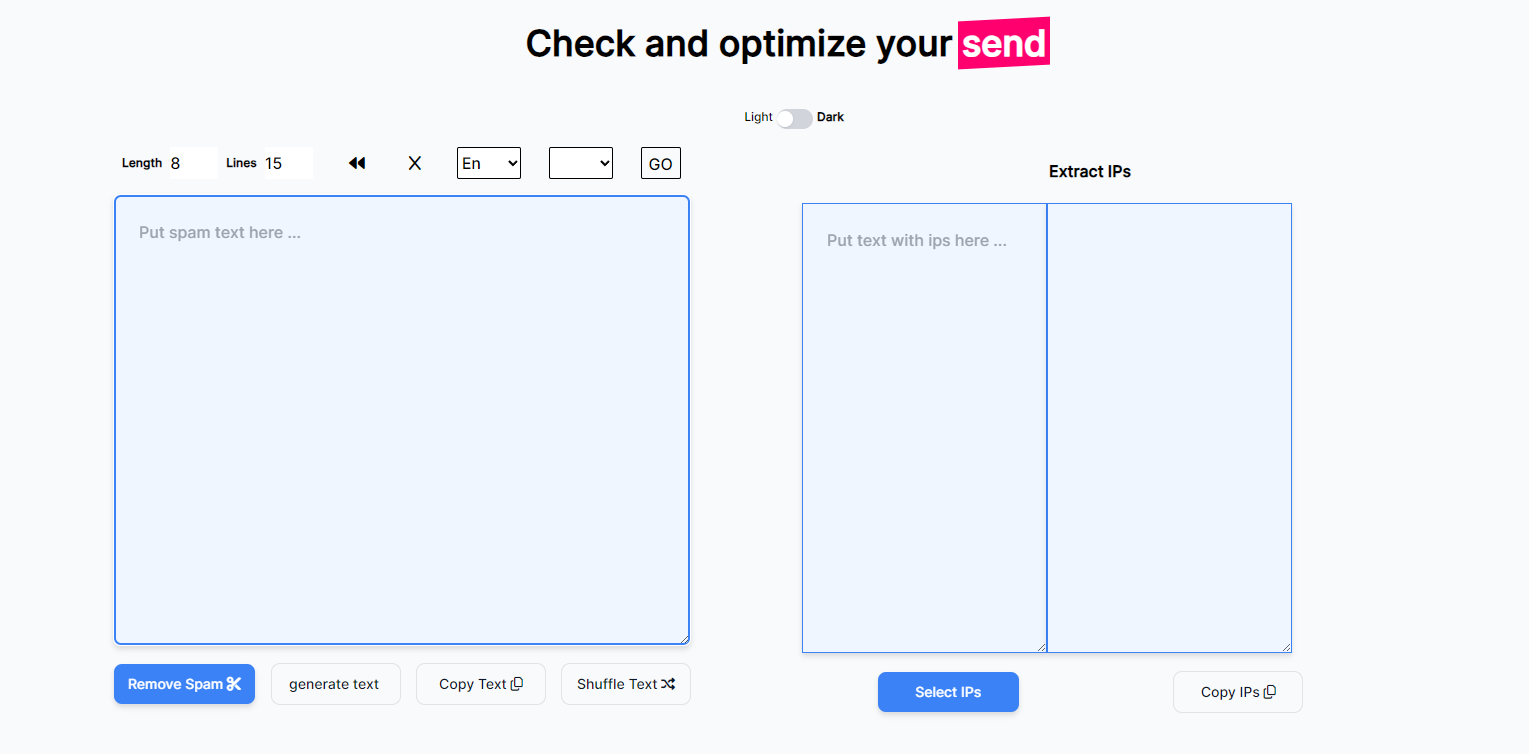 Check and optimize your send
Light Dark
Length 8 Lines 15 X En GO
Extract IPs
Put spam text here ...
Put text with ips here ...
Remove Spam generate text Copy Text Shuffle Text
Select IPs Copy IPs